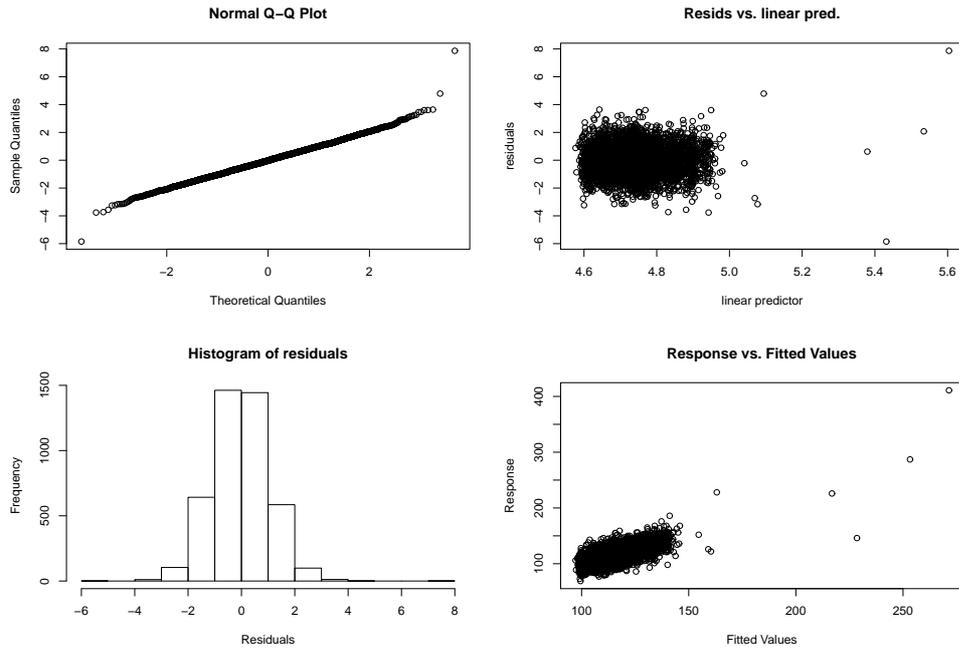 Normal Q−Q Plot
Sample Quantiles
8
6
4
2
0
−2
−4
−6
−2 0 2
Theoretical Quantiles
Resids vs. linear pred.
residuals
8
6
4
2
0
−2
−4
−6
4.6 4.8 5.0 5.2 5.4 5.6
linear predictor
Histogram of residuals
Frequency
1500
1000
500
0
−6 −4 −2 0 2 4 6 8
Residuals
Response vs. Fitted Values
Response
400
300
200
100
100 150 200 250
Fitted Values